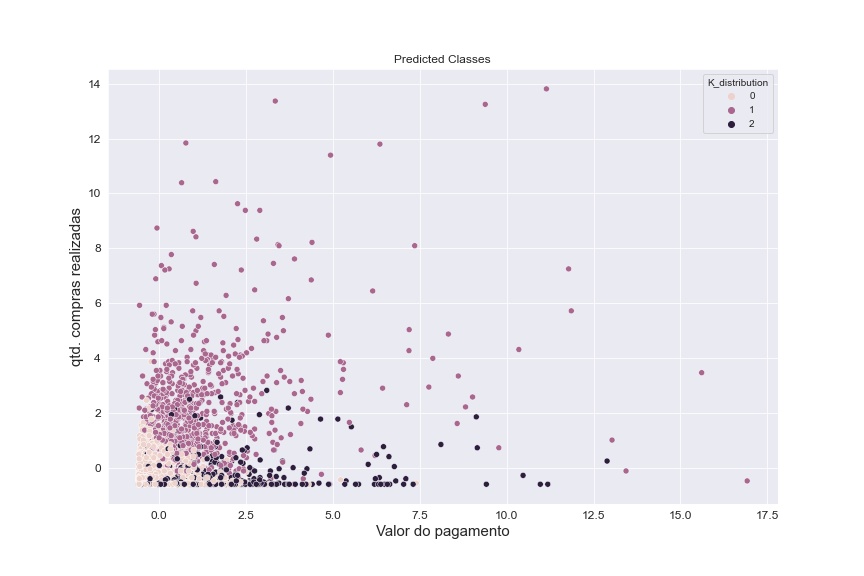 Predicted Classes
K_distribution
0
1
2
14
12
10
8
6
4
2
0
qtd. compras realizadas
0.0 2.5 5.0 7.5 10.0 12.5 15.0 17.5
Valor do pagamento